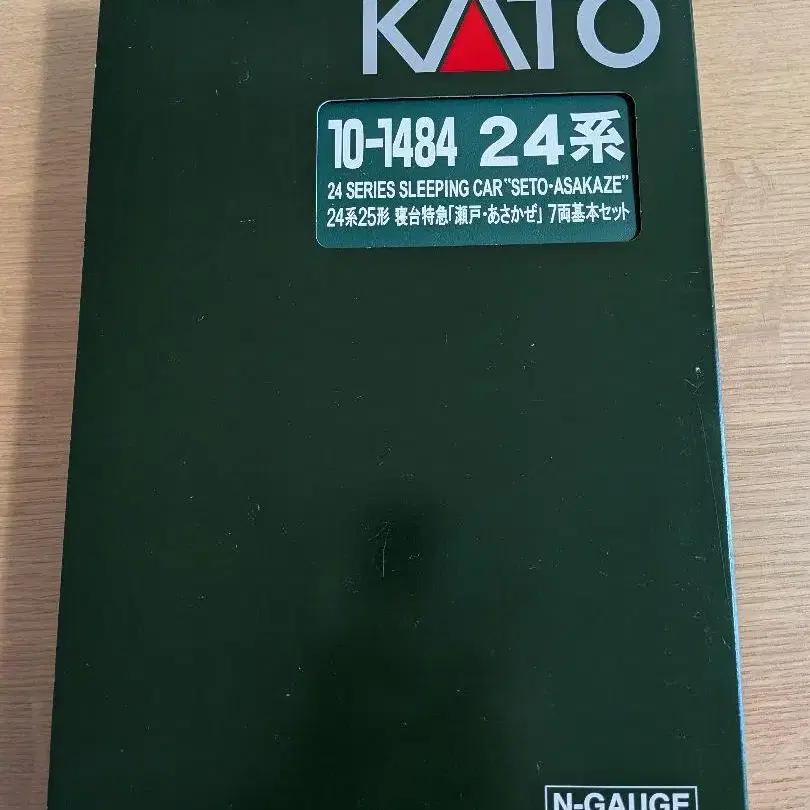 KATO
10-1484 24系
24 SERIES SLEEPING CAR "SETO･ASAKAZE"
24系25形 寝台特急｢瀬戸･あさかぜ｣ 7両基本セット
N-GAUGE